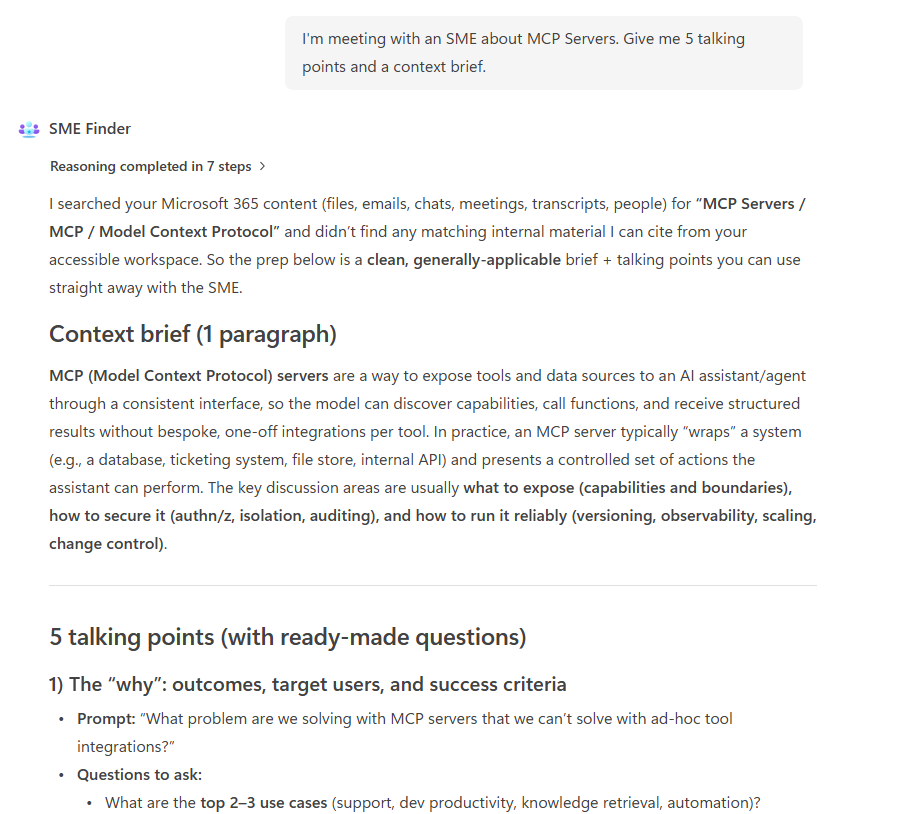 I'm meeting with an SME about MCP Servers. Give me 5 talking
points and a context brief.
SME Finder
Reasoning completed in 7 steps >
I searched your Microsoft 365 content (files, emails, chats, meetings, transcripts, people) for “MCP Servers /
MCP / Model Context Protocol” and didn’t find any matching internal material I can cite from your
accessible workspace. So the prep below is a clean, generally-applicable brief + talking points you can use
straight away with the SME.
Context brief (1 paragraph)
MCP (Model Context Protocol) servers are a way to expose tools and data sources to an AI assistant/agent
through a consistent interface, so the model can discover capabilities, call functions, and receive structured
results without bespoke, one-off integrations per tool. In practice, an MCP server typically “wraps” a system
(e.g., a database, ticketing system, file store, internal API) and presents a controlled set of actions the
assistant can perform. The key discussion areas are usually what to expose (capabilities and boundaries),
how to secure it (authn/z, isolation, auditing), and how to run it reliably (versioning, observability, scaling,
change control).
5 talking points (with ready-made questions)
1) The “why”: outcomes, target users, and success criteria
• Prompt: “What problem are we solving with MCP servers that we can’t solve with ad-hoc tool
integrations?”
• Questions to ask:
• What are the top 2–3 use cases (support, dev productivity, knowledge retrieval, automation)?